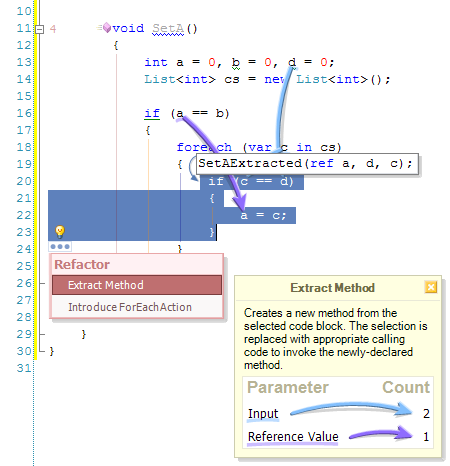 10
11 4 void SetA()
12 {
13 int a = 0, b = 0, d = 0;
14 List<int> cs = new List<int>();
15
16 if (a == b)
17 {
18 foreach (var c in cs)
19 {
SetAExtracted(ref a, d, c);
20 if (c == d)
21 {
22 a = c;
23 }
24 }
Refactor
Extract Method
Introduce ForEachAction
26
27
28
29 }
30 }
31
Extract Method
Creates a new method from the
selected code block. The selection is
replaced with appropriate calling
code to invoke the newly-declared
method.
Parameter Count
Input 2
Reference Value 1